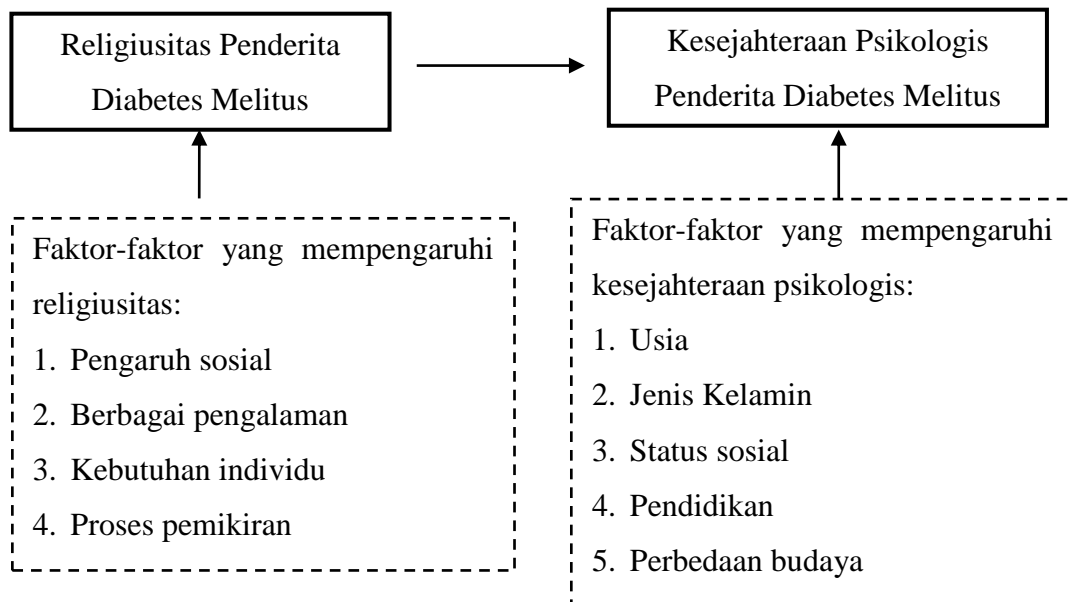 Religiusitas Penderita
Diabetes Melitus
Kesejahteraan Psikologis
Penderita Diabetes Melitus
Faktor-faktor yang mempengaruhi
religiusitas:
1. Pengaruh sosial
2. Berbagai pengalaman
3. Kebutuhan individu
4. Proses pemikiran
Faktor-faktor yang mempengaruhi
kesejahteraan psikologis:
1. Usia
2. Jenis Kelamin
3. Status sosial
4. Pendidikan
5. Perbedaan budaya